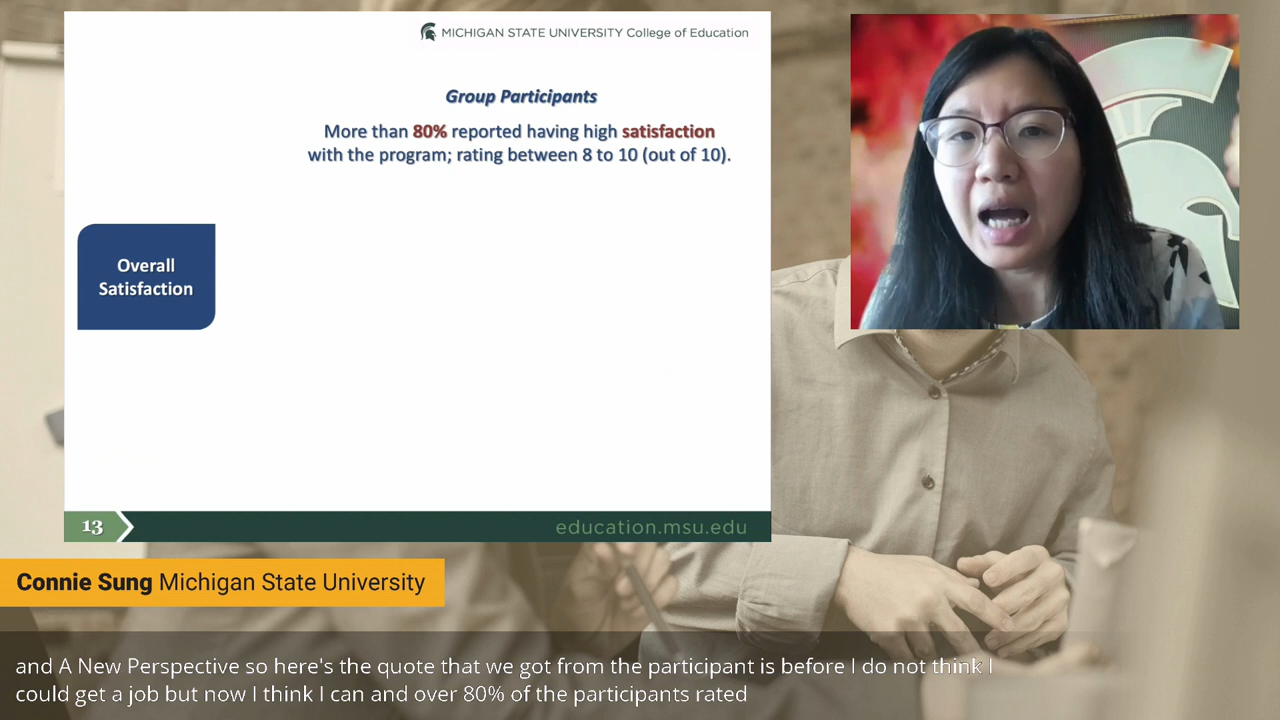 MICHIGAN STATE UNIVERSITY College of Education
Group Participants
More than 80% reported having high satisfaction
with the program; rating between 8 to 10 (out of 10).
Overall
Satisfaction
13
education.msu.edu
Connie Sung Michigan State University
and A New Perspective so here's the quote that we got from the participant is before I do not think I
could get a job but now I think I can and over 80% of the participants rated